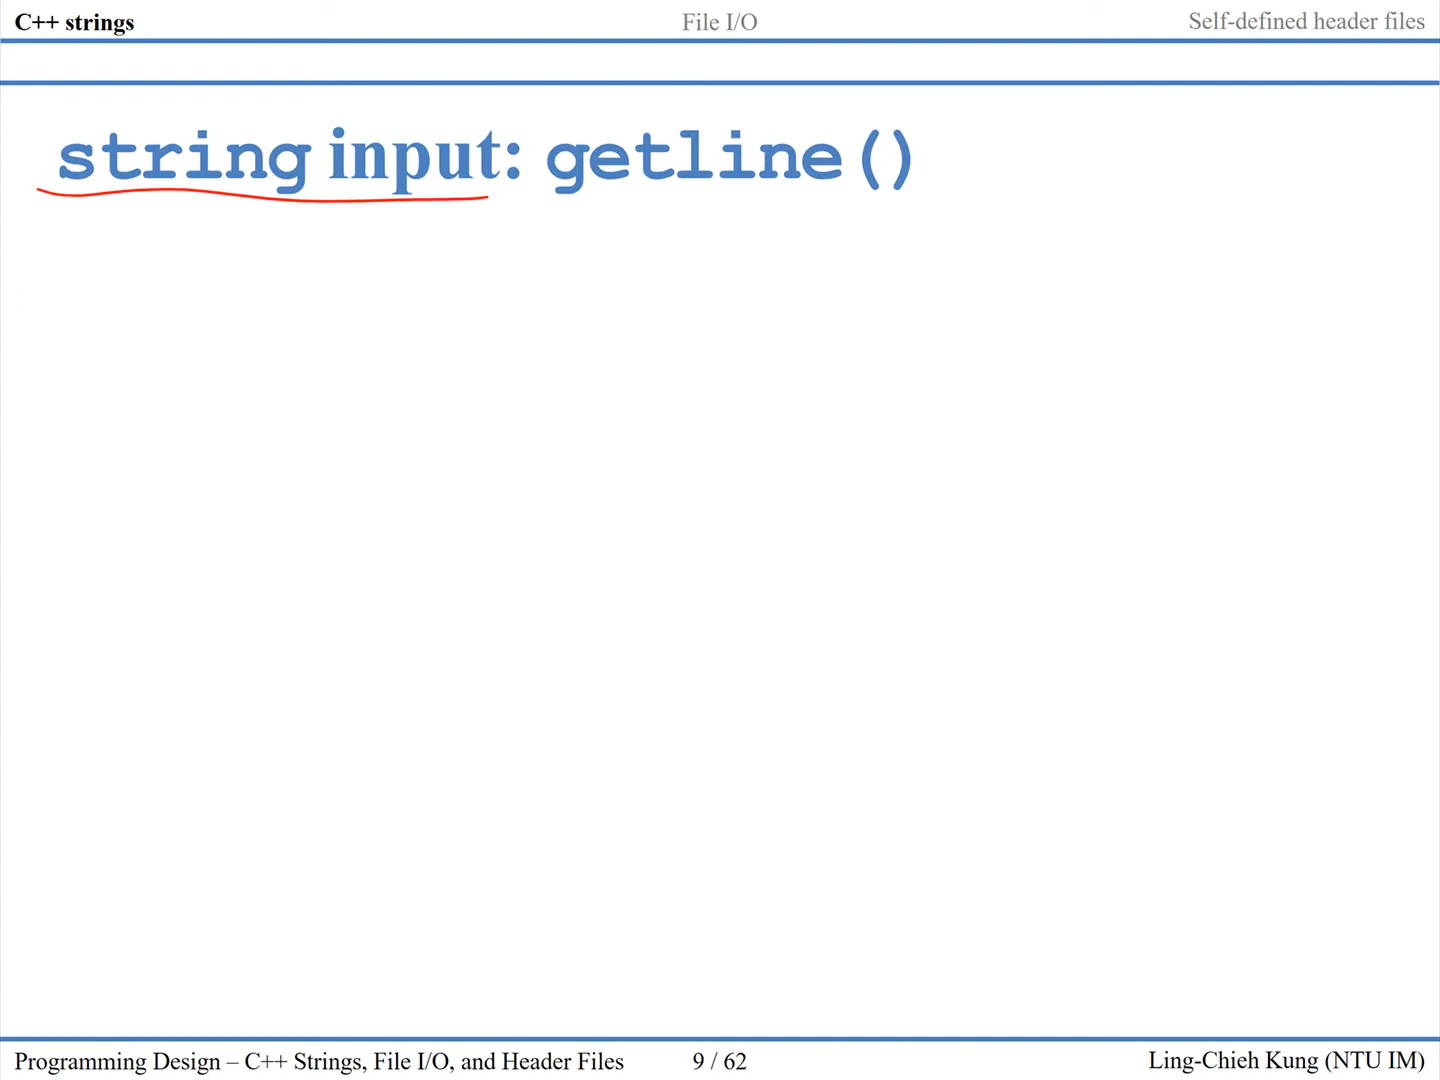 C++ strings File I/O Self-defined header files
string input: getline()
Programming Design – C++ Strings, File I/O, and Header Files 9 / 62 Ling-Chieh Kung (NTU IM)